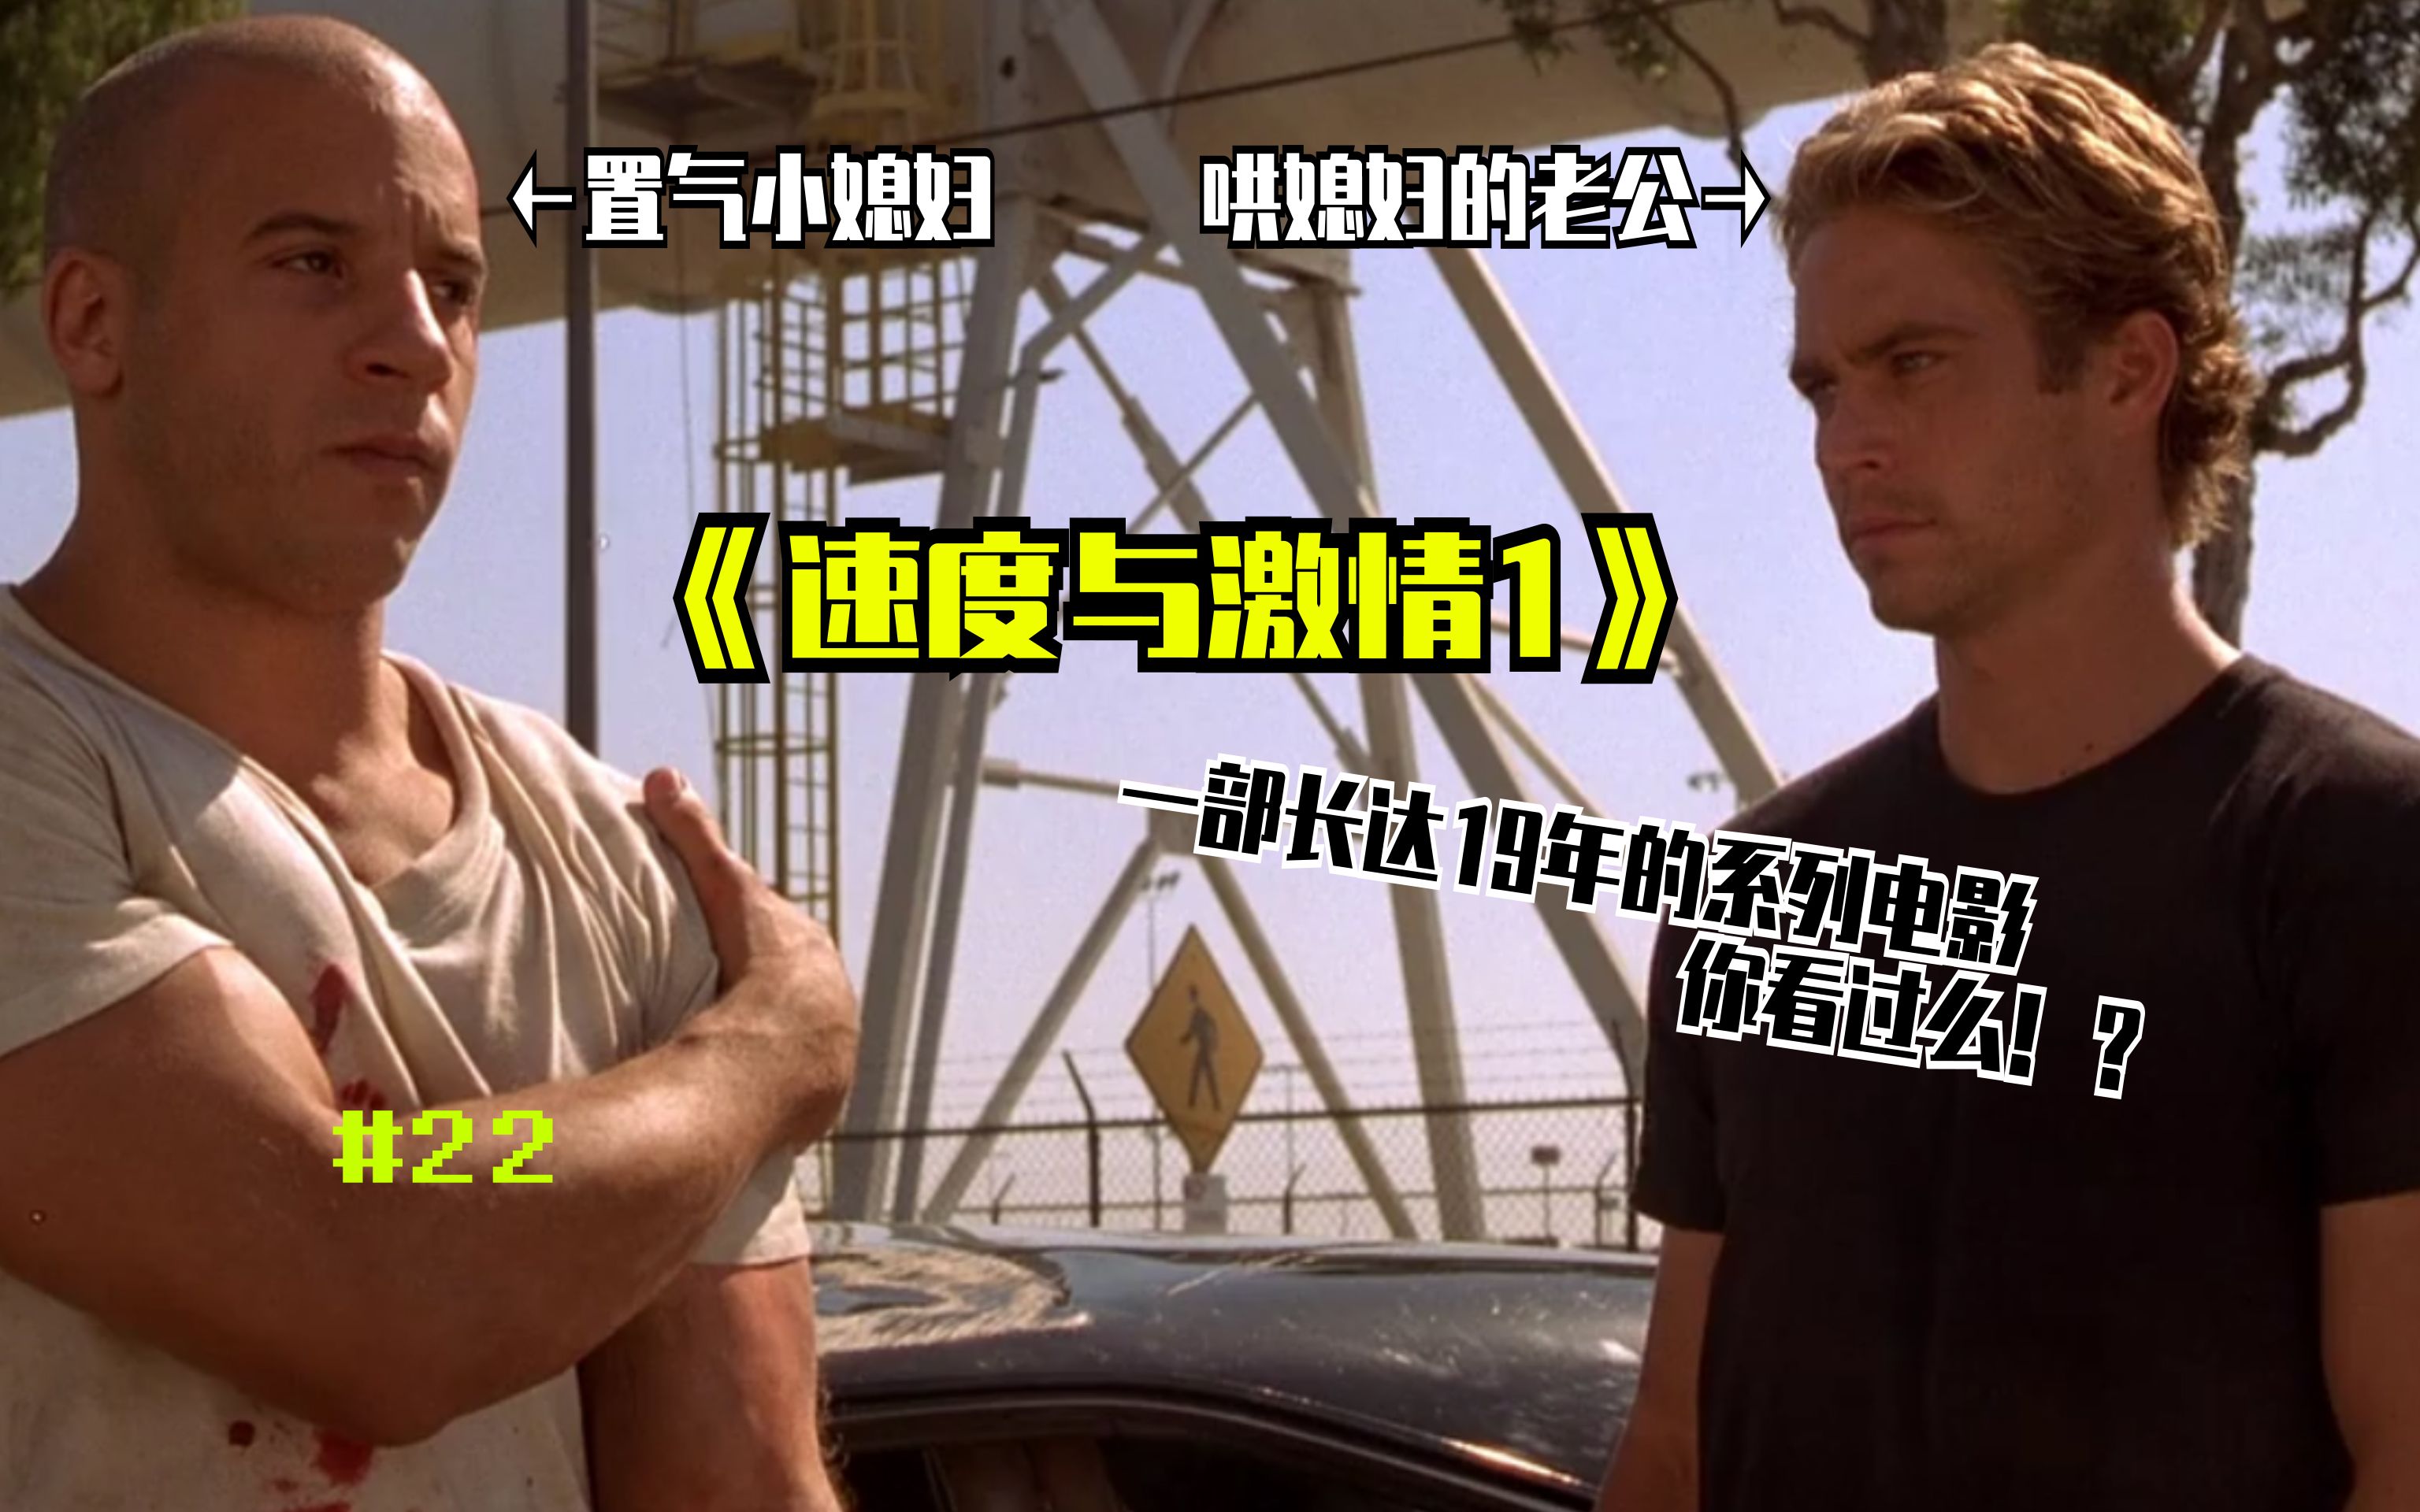 ←置气小媳妇
哄媳妇的老公→
《速度与激情1》
一部长达19年的系列电影
你看过么！？
#22